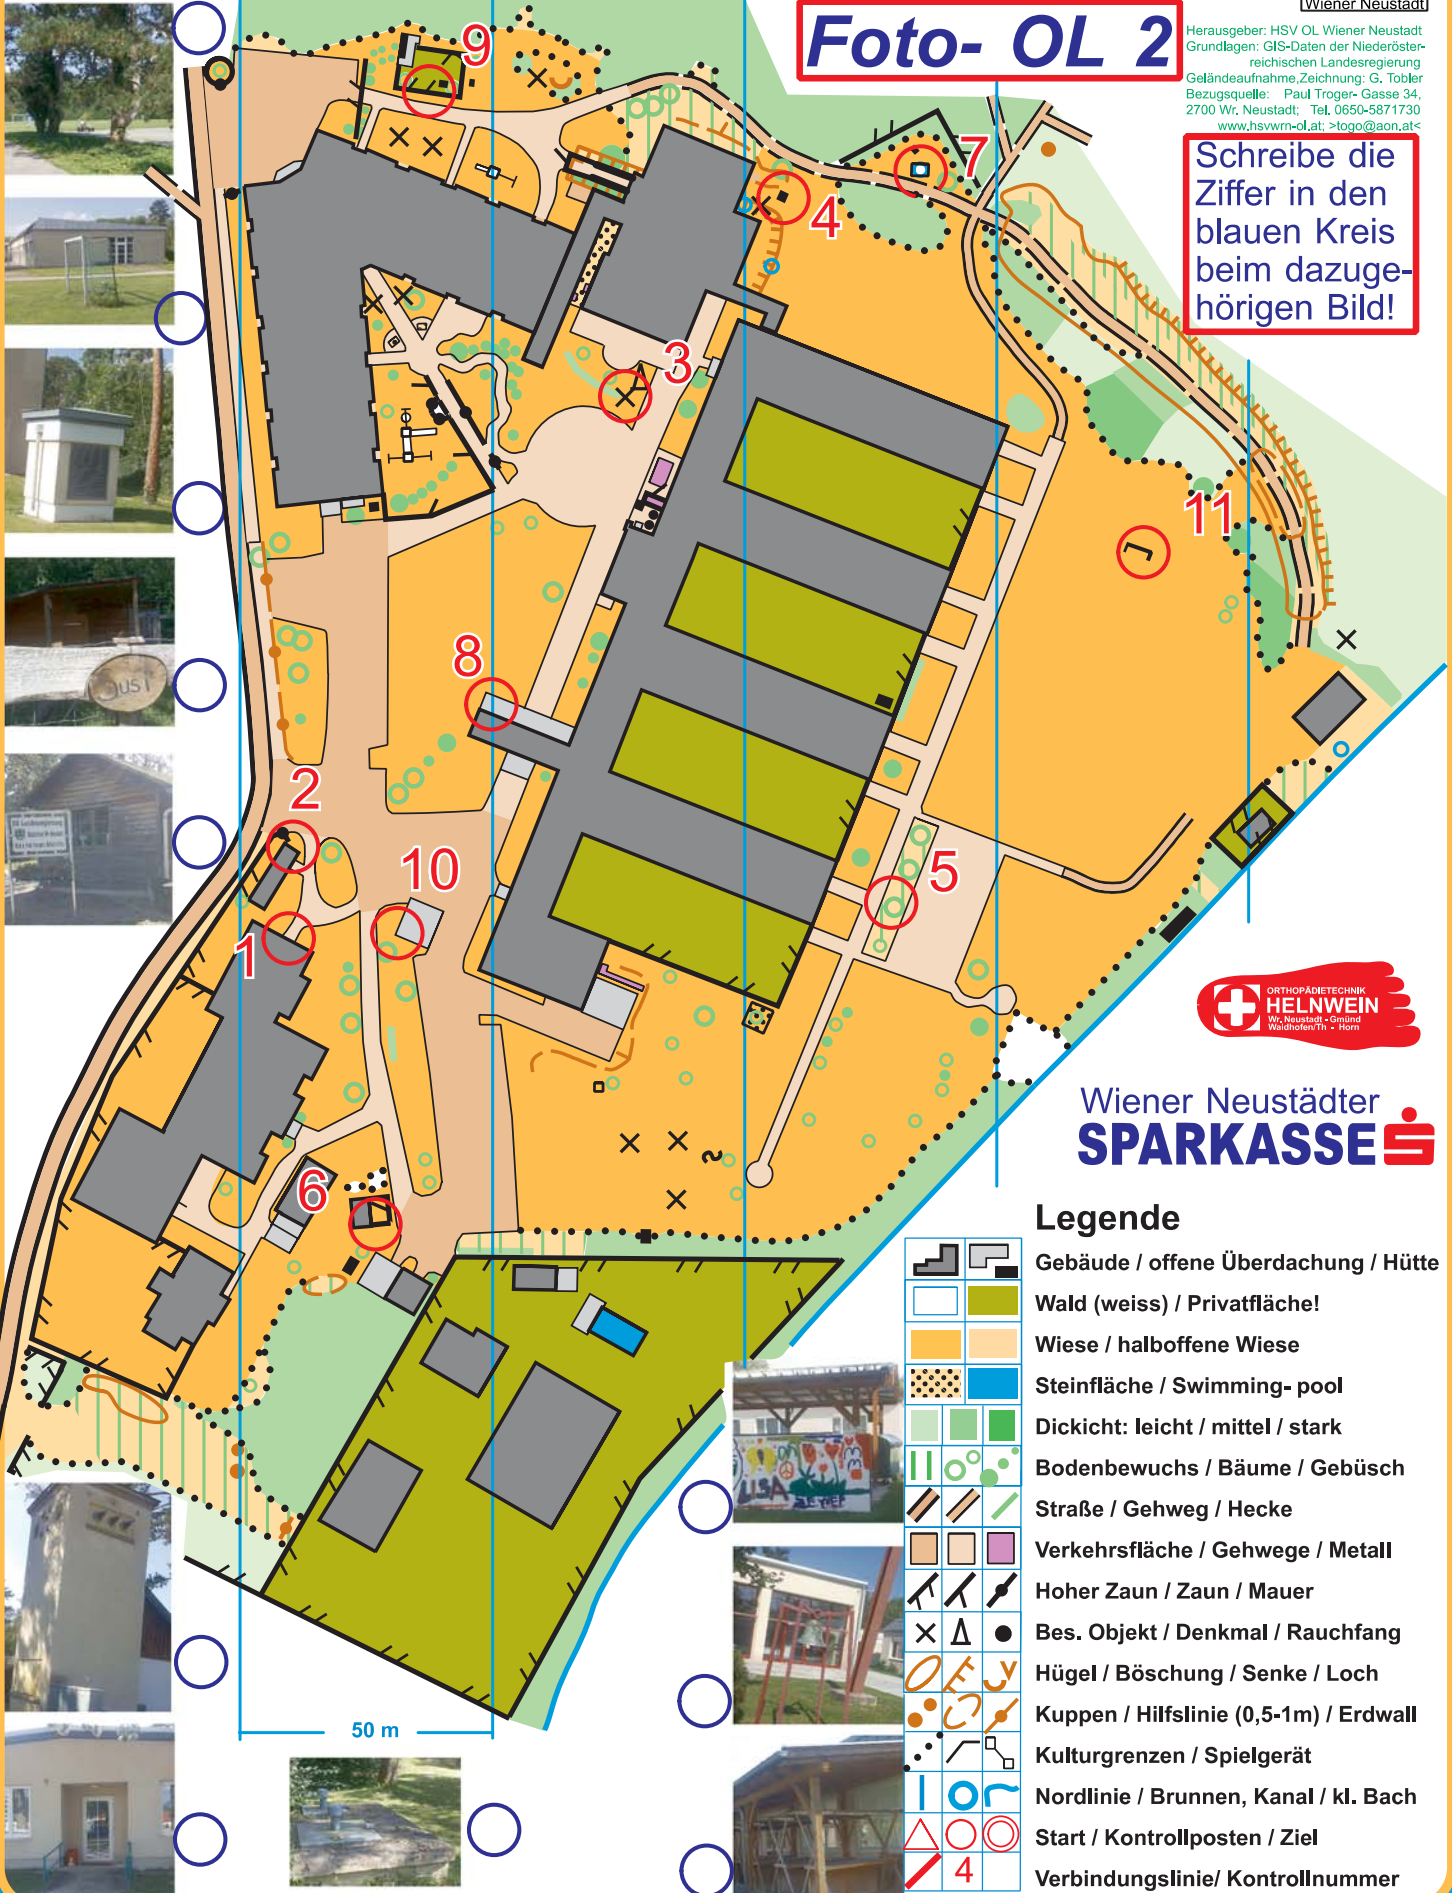 Foto- OL 2
Wiener Neustadt
Herausgeber: HSV OL Wiener Neustadt
Grundlagen: GIS-Daten der Niederöster-
reichischen Landesregierung
Geländeaufnahme,Zeichnung: G. Tobler
Bezugsquelle: Paul Troger- Gasse 34,
2700 Wr. Neustadt; Tel. 0650-5871730
www.hsvwrn-ol.at; >togo@aon.at<
Schreibe die
Ziffer in den
blauen Kreis
beim dazuge-
hörigen Bild!
9
7
4
3
11
8
2
10
5
1
6
ORTHOPÄDIETECHNIK
HELNWEIN
Wr. Neustadt - Gmünd
Waidhofen/Th - Horn
Wiener Neustädter
SPARKASSE
Legende
Gebäude / offene Überdachung / Hütte
Wald (weiss) / Privatfläche!
Wiese / halboffene Wiese
Steinfläche / Swimming- pool
Dickicht: leicht / mittel / stark
Bodenbewuchs / Bäume / Gebüsch
Straße / Gehweg / Hecke
Verkehrsfläche / Gehwege / Metall
Hoher Zaun / Zaun / Mauer
Bes. Objekt / Denkmal / Rauchfang
Hügel / Böschung / Senke / Loch
Kuppen / Hilfslinie (0,5-1m) / Erdwall
Kulturgrenzen / Spielgerät
Nordlinie / Brunnen, Kanal / kl. Bach
Start / Kontrollposten / Ziel
4
Verbindungslinie/ Kontrollnummer
50 m